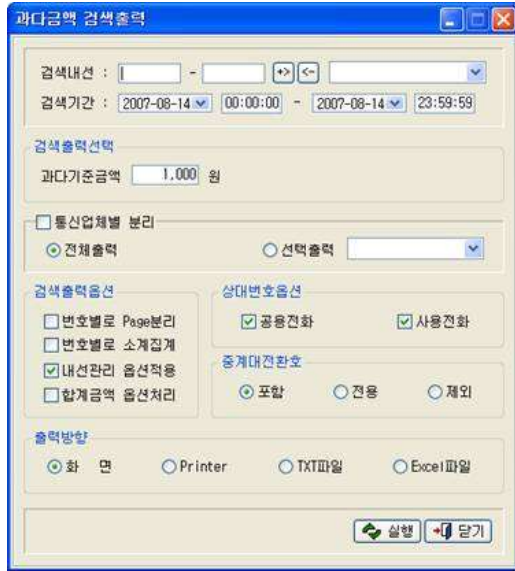 과다금액 검색출력
검색내선 : - +> <-
검색기간 : 2007-08-14 00:00:00 - 2007-08-14 23:59:59
검색출력선택
과다기준금액 1,000 원
통신업체별 분리
전체출력 선택출력
검색출력옵션
번호별로 Page분리
번호별로 소계집계
내선관리 옵션적용
합계금액 옵션처리
상대번호옵션
공용전화 사용전화
중계대전환호
포함 전용 제외
출력방향
화 면 Printer TXT파일 Excel파일
실행 닫기